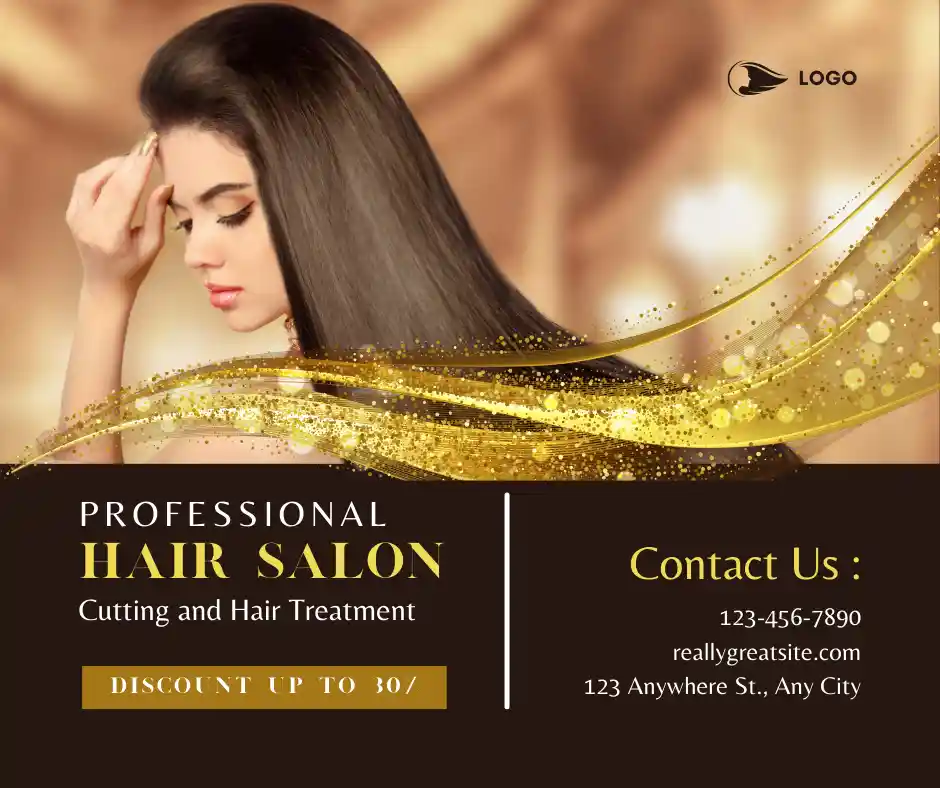 LOGO
PROFESSIONAL
HAIR SALON
Cutting and Hair Treatment
DISCOUNT UP TO 30/
Contact Us :
123-456-7890
reallygreatsite.com
123 Anywhere St., Any City